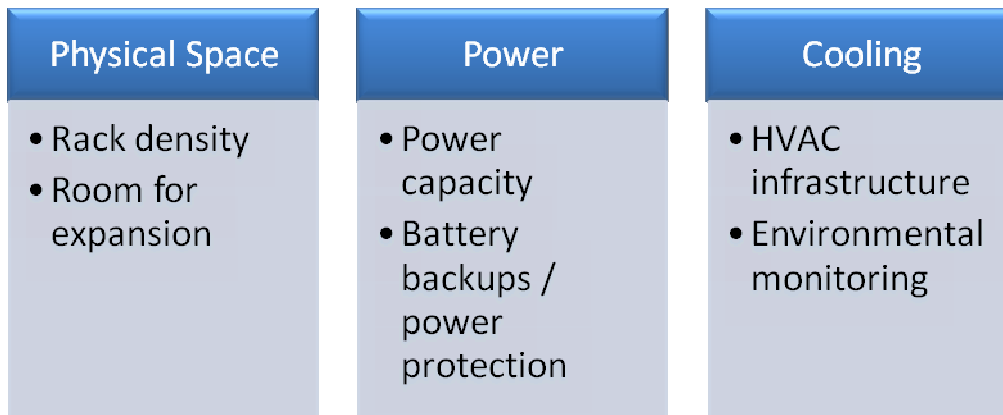 Physical Space
• Rack density
• Room for
expansion
Power
• Power
capacity
• Battery
backups /
power
protection
Cooling
• HVAC
infrastructure
• Environmental
monitoring